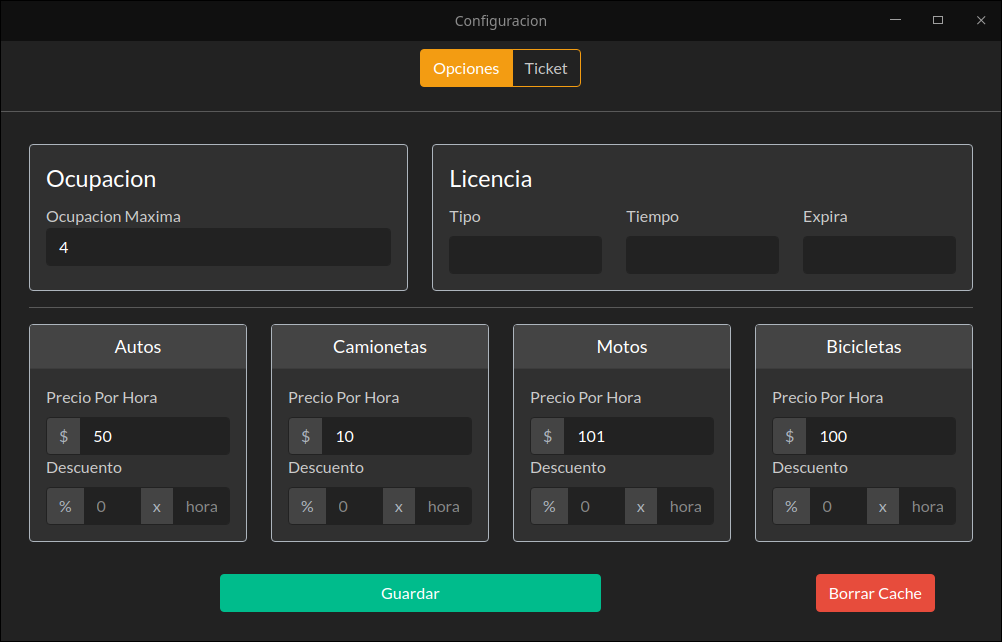 Configuracion
Opciones Ticket
Ocupacion
Ocupacion Maxima
4
Licencia
Tipo Tiempo Expira
Autos Camionetas Motos Bicicletas
Precio Por Hora Precio Por Hora Precio Por Hora Precio Por Hora
$ 50 $ 10 $ 101 $ 100
Descuento Descuento Descuento Descuento
% 0 x hora % 0 x hora % 0 x hora % 0 x hora
Guardar Borrar Cache